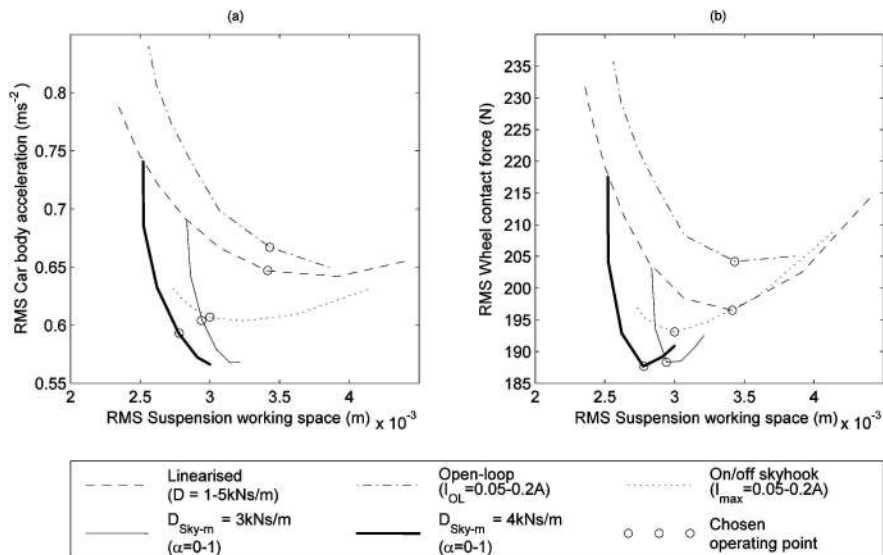 (a)
RMS Car body acceleration (ms⁻²)
0.8
0.75
0.7
0.65
0.6
0.55
2
2.5
3
3.5
4
RMS Suspension working space (m)
x 10⁻³
(b)
RMS Wheel contact force (N)
235
230
225
220
215
210
205
200
195
190
185
2
2.5
3
3.5
4
RMS Suspension working space (m)
x 10⁻³
Linearised
(D = 1-5kNs/m)
Open-loop
(I_OL=0.05-0.2A)
On/off skyhook
(I_max=0.05-0.2A)
D_Sky-m = 3kNs/m
(α=0-1)
D_Sky-m = 4kNs/m
(α=0-1)
Chosen
operating point